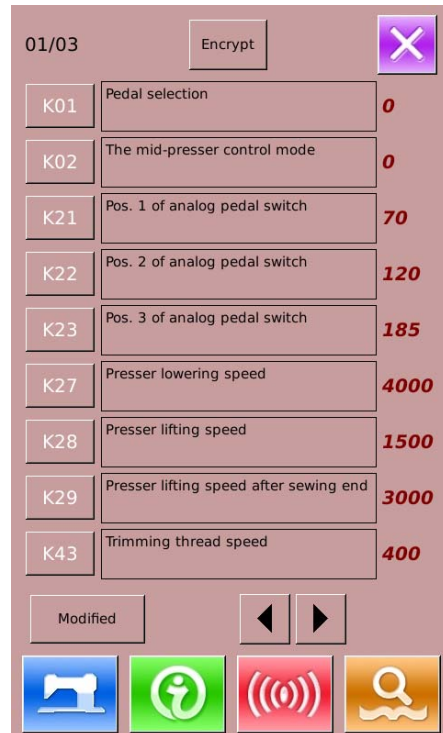 01/03 Encrypt
K01 Pedal selection 0
K02 The mid-presser control mode 0
K21 Pos. 1 of analog pedal switch 70
K22 Pos. 2 of analog pedal switch 120
K23 Pos. 3 of analog pedal switch 185
K27 Presser lowering speed 4000
K28 Presser lifting speed 1500
K29 Presser lifting speed after sewing end 3000
K43 Trimming thread speed 400
Modified